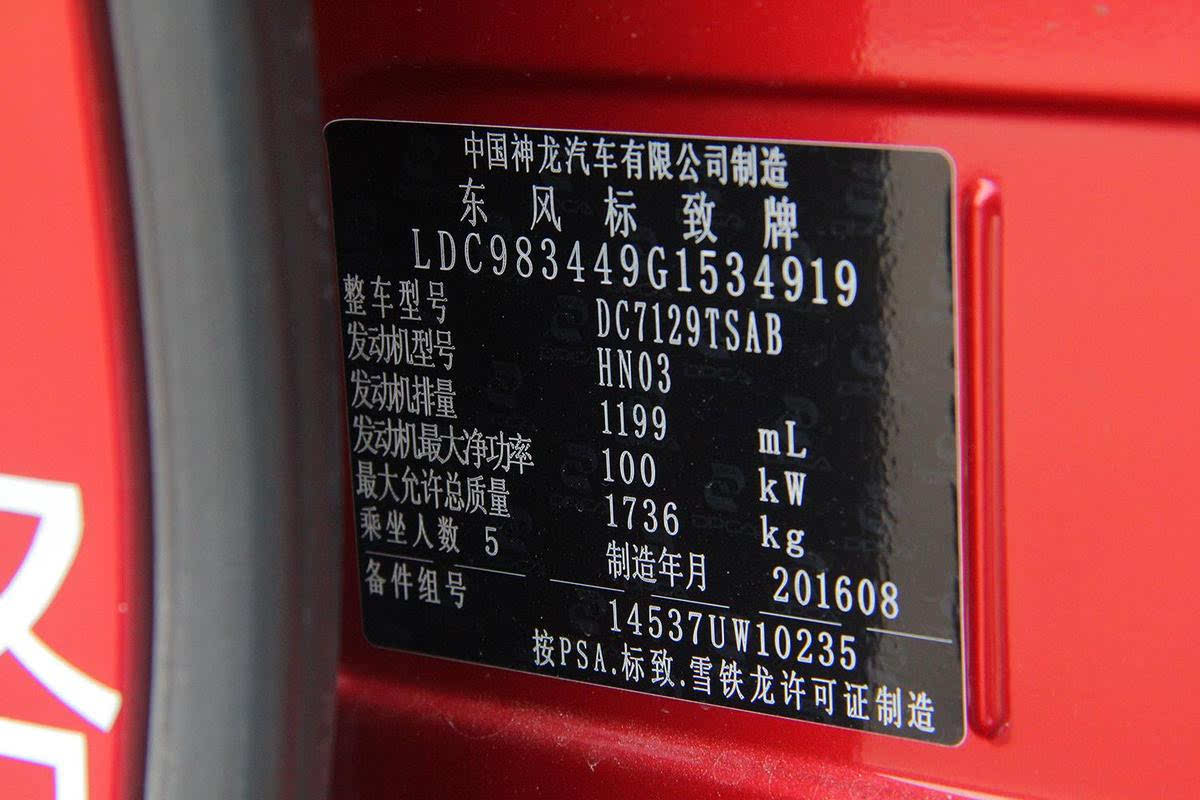 中国神龙汽车有限公司制造
东风标致牌
LDC983449G1534919
整车型号 DC7129TSAB
发动机型号 HN03
发动机排量 1199 mL
发动机最大净功率 100 kW
最大允许总质量 1736 kg
乘坐人数 5 制造年月 201608
备件组号 14537UW10235
按PSA.标致.雪铁龙许可证制造